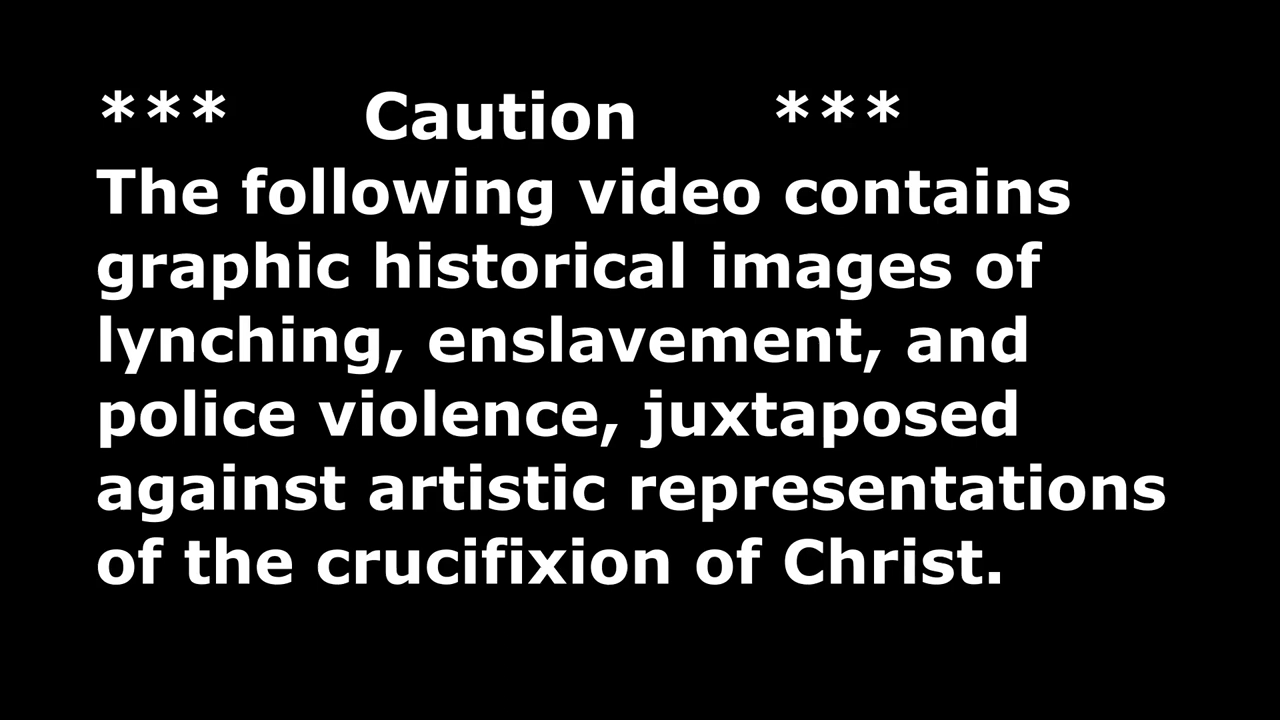 *** Caution ***
The following video contains
graphic historical images of
lynching, enslavement, and
police violence, juxtaposed
against artistic representations
of the crucifixion of Christ.